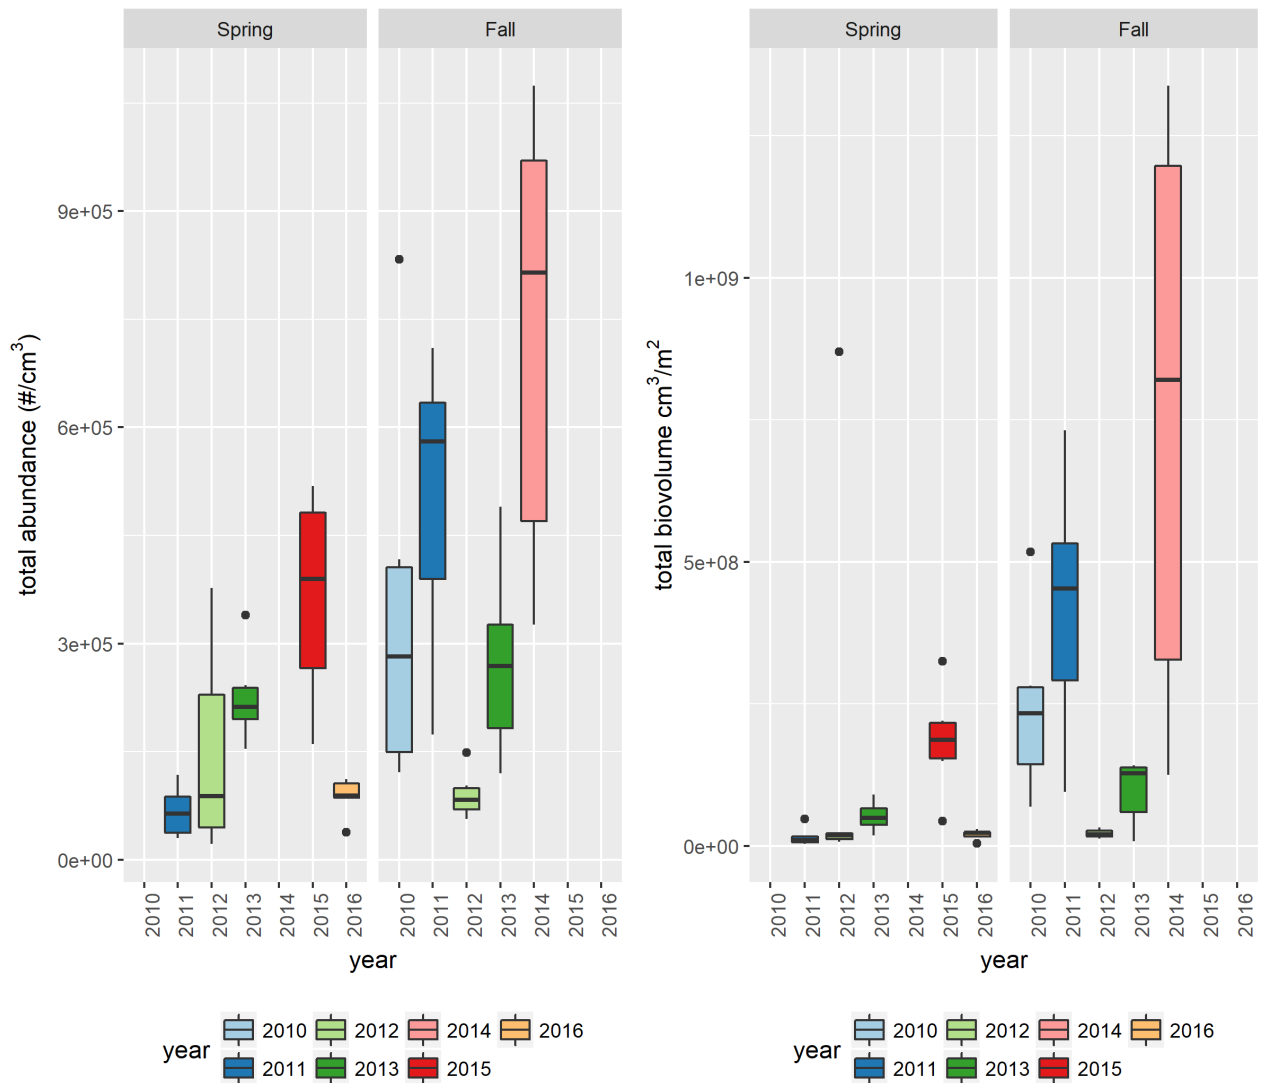 Spring Fall
total abundance (#/cm³)
9e+05
6e+05
3e+05
0e+00
2010 2011 2012 2013 2014 2015 2016 2010 2011 2012 2013 2014 2015 2016
year
year 2010 2012 2014 2016
2011 2013 2015
Spring Fall
total biovolume cm³/m²
1e+09
5e+08
0e+00
2010 2011 2012 2013 2014 2015 2016 2010 2011 2012 2013 2014 2015 2016
year
year 2010 2012 2014 2016
2011 2013 2015